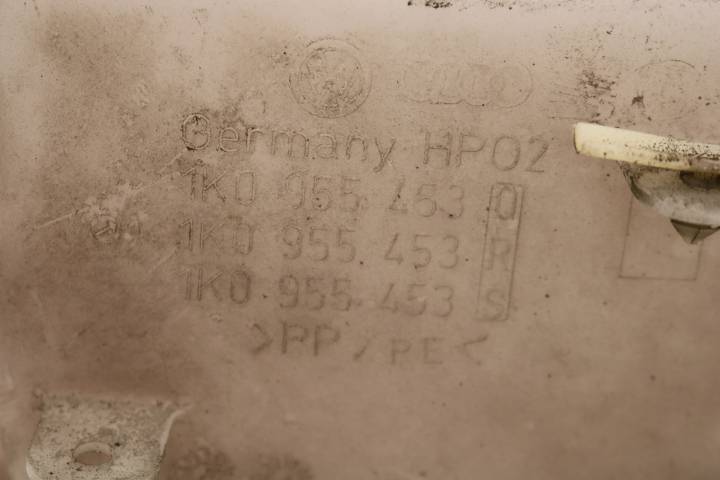 Germany HP02
1K0 955 453 Q
1K0 955 453 R
1K0 955 453 S
>PP/PE<